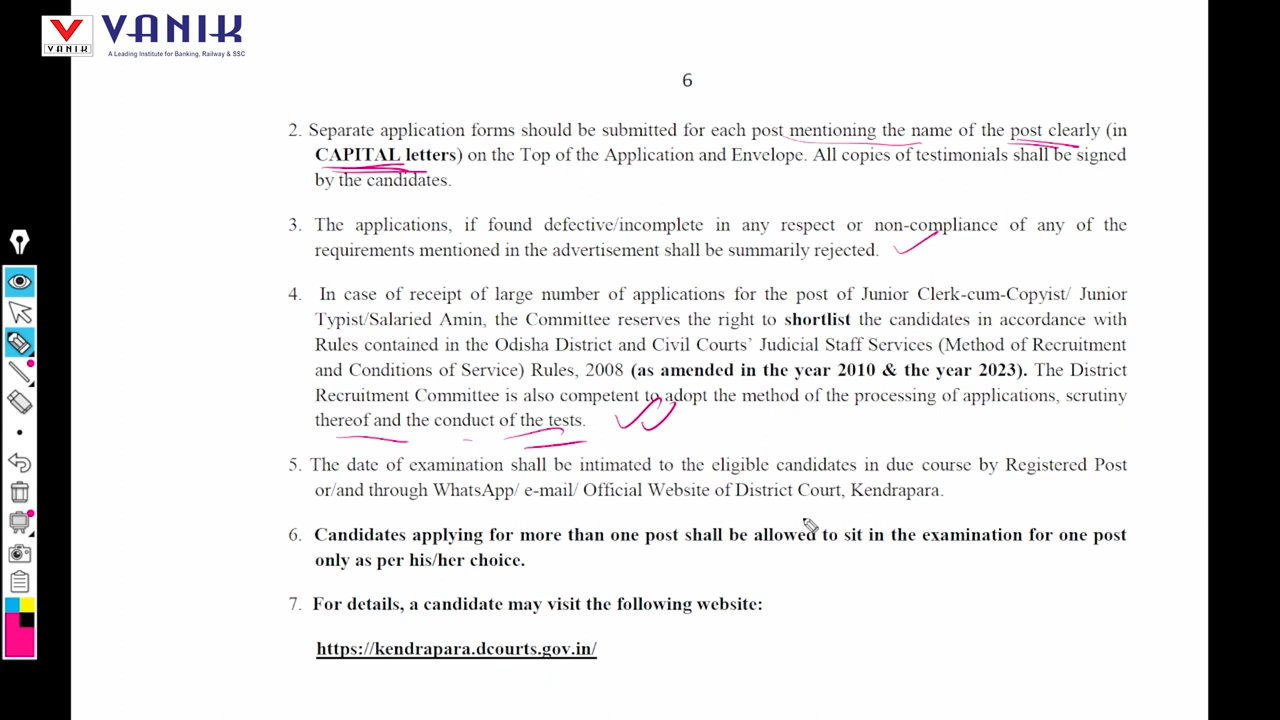 VANIK
VANIK
A Leading Institute for Banking, Railway & SSC
6
2. Separate application forms should be submitted for each post mentioning the name of the post clearly (in
CAPITAL letters) on the Top of the Application and Envelope. All copies of testimonials shall be signed
by the candidates.
3. The applications, if found defective/incomplete in any respect or non-compliance of any of the
requirements mentioned in the advertisement shall be summarily rejected.
4. In case of receipt of large number of applications for the post of Junior Clerk-cum-Copyist/ Junior
Typist/Salaried Amin, the Committee reserves the right to shortlist the candidates in accordance with
Rules contained in the Odisha District and Civil Courts' Judicial Staff Services (Method of Recruitment
and Conditions of Service) Rules, 2008 (as amended in the year 2010 & the year 2023). The District
Recruitment Committee is also competent to adopt the method of the processing of applications, scrutiny
thereof and the conduct of the tests.
5. The date of examination shall be intimated to the eligible candidates in due course by Registered Post
or/and through WhatsApp/ e-mail/ Official Website of District Court, Kendrapara.
6. Candidates applying for more than one post shall be allowed to sit in the examination for one post
only as per his/her choice.
7. For details, a candidate may visit the following website:
https://kendrapara.dcourts.gov.in/